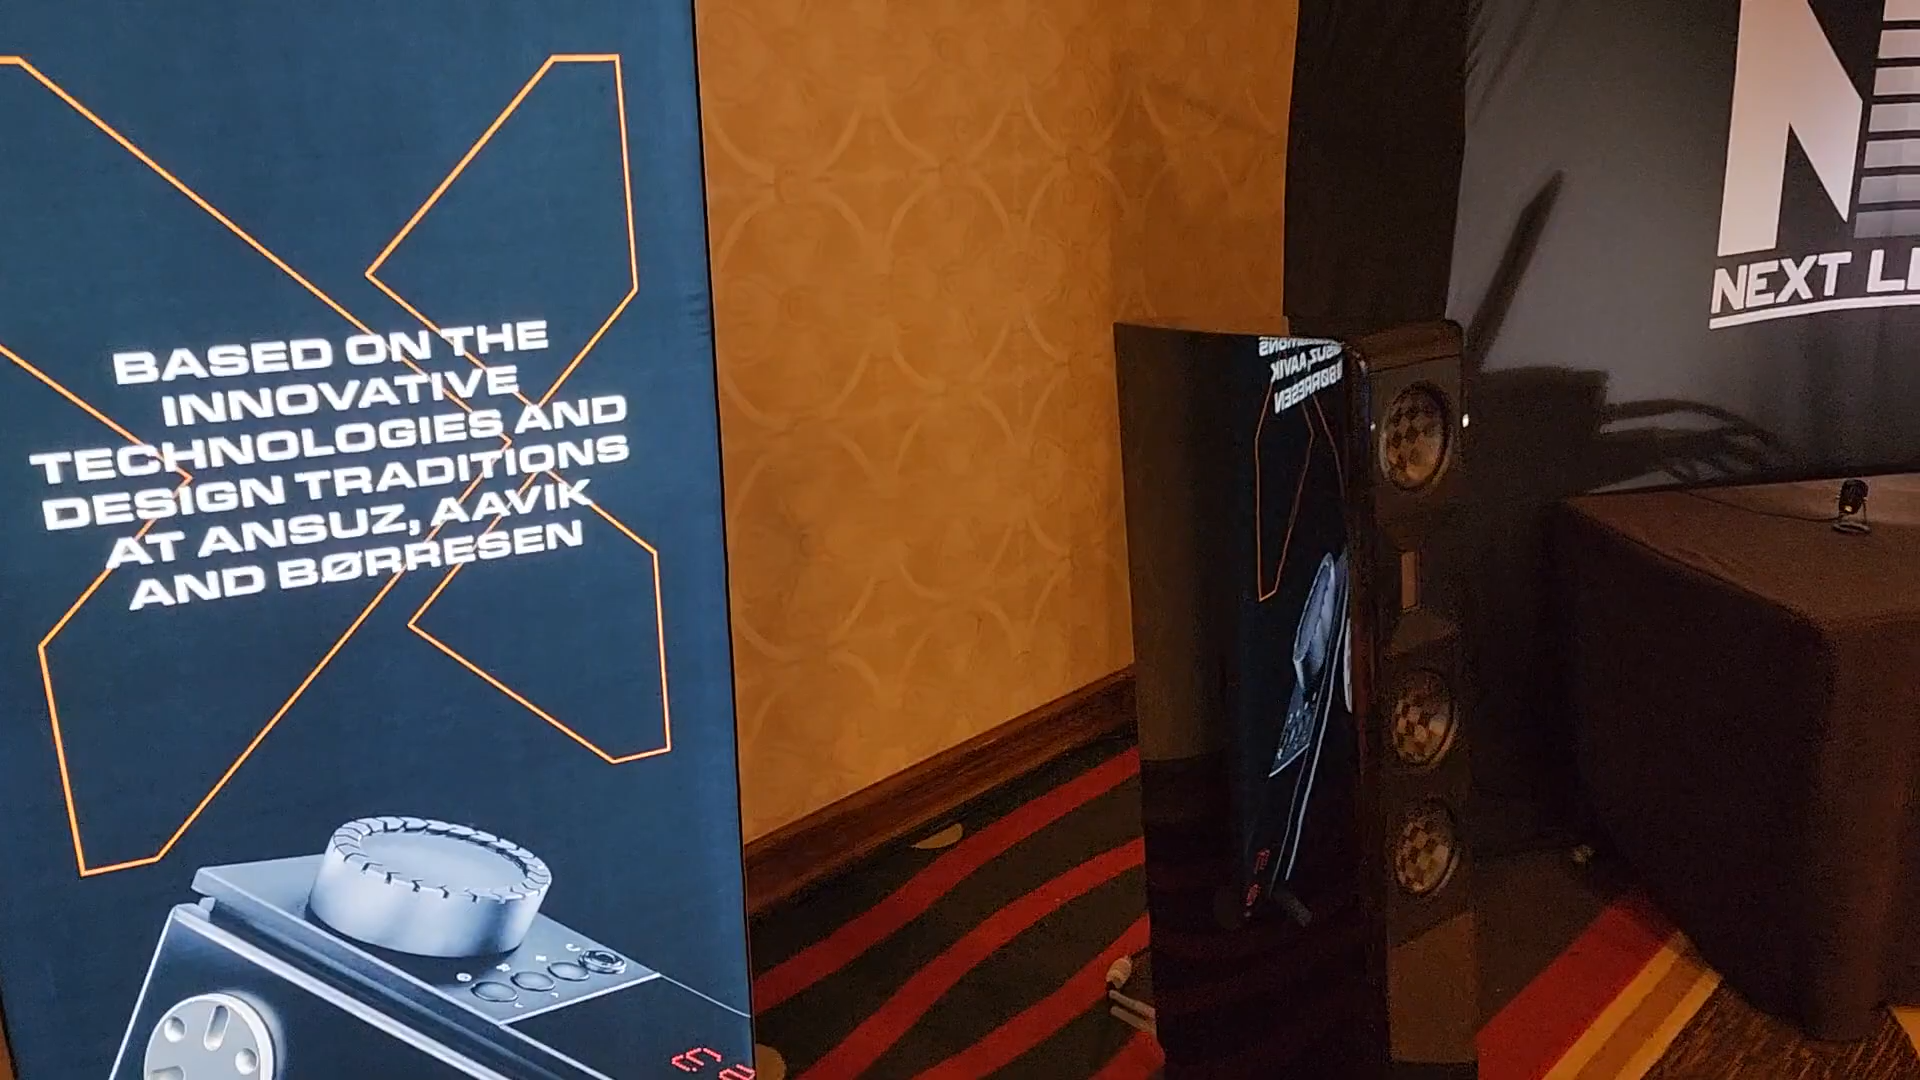 BASED ON THE
INNOVATIVE
TECHNOLOGIES AND
DESIGN TRADITIONS
AT ANSUZ, AAVIK
AND BØRRESEN
NEXT